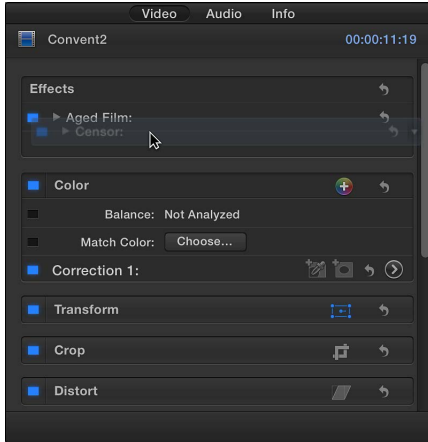 Video Audio Info
Convent2 00:00:11:19
Effects
Aged Film:
Censor:
Color
Balance: Not Analyzed
Match Color: Choose...
Correction 1:
Transform
Crop
Distort